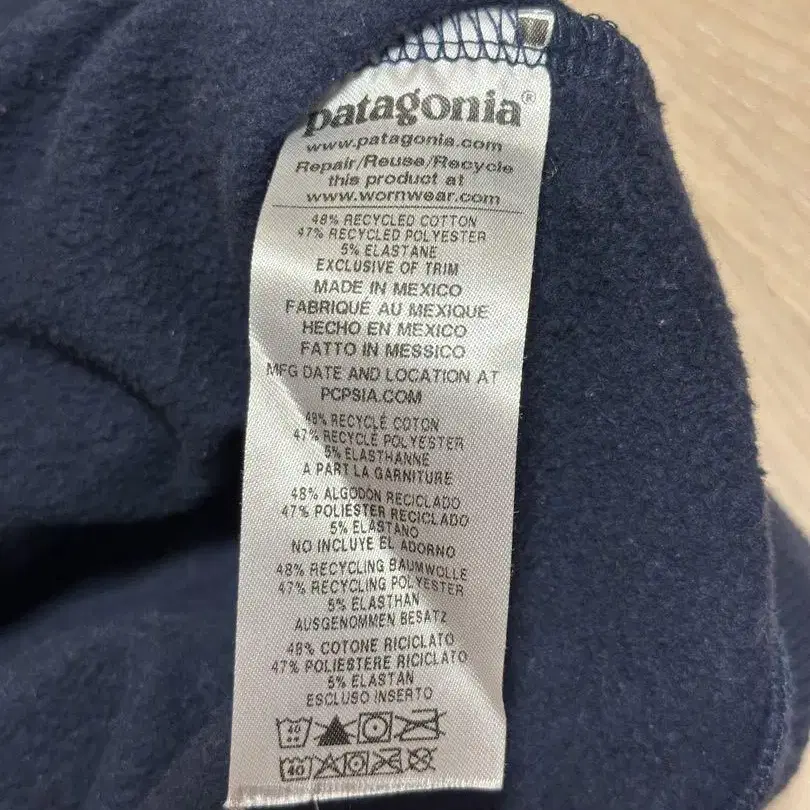 patagonia®
www.patagonia.com
Repair/Reuse/Recycle
this product at
www.wornwear.com
48% RECYCLED COTTON
47% RECYCLED POLYESTER
5% ELASTANE
EXCLUSIVE OF TRIM
MADE IN MEXICO
FABRIQUÉ AU MEXIQUE
HECHO EN MEXICO
FATTO IN MESSICO
MFG DATE AND LOCATION AT
PCPSIA.COM
48% RECYCLÉ COTON
47% RECYCLÉ POLYESTER
5% ELASTHANNE
A PART LA GARNITURE
48% ALGODÓN RECICLADO
47% POLIÉSTER RECICLADO
5% ELASTANO
NO INCLUYE EL ADORNO
48% RECYCLING BAUMWOLLE
47% RECYCLING POLYESTER
5% ELASTHAN
AUSGENOMMEN BESATZ
48% COTONE RICICLATO
47% POLIESTERE RICICLATO
5% ELASTAN
ESCLUSO INSERTO
40
40